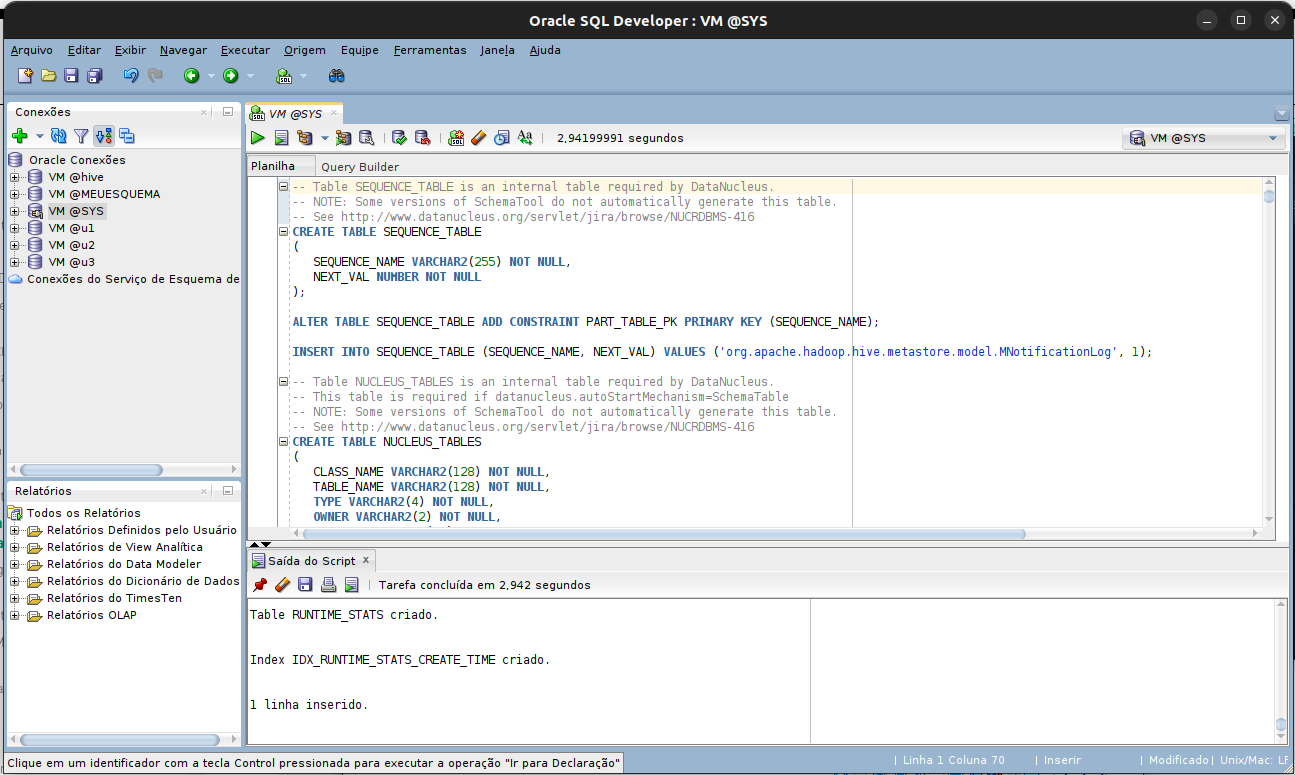 Oracle SQL Developer : VM @SYS
Arquivo Editar Exibir Navegar Executar Origem Equipe Ferramentas Janela Ajuda
Conexões
Oracle Conexões
VM @hive
VM @MEUESQUEMA
VM @SYS
VM @u1
VM @u2
VM @u3
Conexões do Serviço de Esquema de
Relatórios
Todos os Relatórios
Relatórios Definidos pelo Usuário
Relatórios de View Analítica
Relatórios do Data Modeler
Relatórios do Dicionário de Dados
Relatórios do TimesTen
Relatórios OLAP
VM @SYS
2,94199991 segundos
VM @SYS
Planilha Query Builder
-- Table SEQUENCE_TABLE is an internal table required by DataNucleus.
-- NOTE: Some versions of SchemaTool do not automatically generate this table.
-- See http://www.datanucleus.org/servlet/jira/browse/NUCRDBMS-416
CREATE TABLE SEQUENCE_TABLE
(
SEQUENCE_NAME VARCHAR2(255) NOT NULL,
NEXT_VAL NUMBER NOT NULL
);
ALTER TABLE SEQUENCE_TABLE ADD CONSTRAINT PART_TABLE_PK PRIMARY KEY (SEQUENCE_NAME);
INSERT INTO SEQUENCE_TABLE (SEQUENCE_NAME, NEXT_VAL) VALUES ('org.apache.hadoop.hive.metastore.model.MNotificationLog', 1);
-- Table NUCLEUS_TABLES is an internal table required by DataNucleus.
-- This table is required if datanucleus.autoStartMechanism=SchemaTable
-- NOTE: Some versions of SchemaTool do not automatically generate this table.
-- See http://www.datanucleus.org/servlet/jira/browse/NUCRDBMS-416
CREATE TABLE NUCLEUS_TABLES
(
CLASS_NAME VARCHAR2(128) NOT NULL,
TABLE_NAME VARCHAR2(128) NOT NULL,
TYPE VARCHAR2(4) NOT NULL,
OWNER VARCHAR2(2) NOT NULL,
Saída do Script x
Tarefa concluída em 2,942 segundos
Table RUNTIME_STATS criado.
Index IDX_RUNTIME_STATS_CREATE_TIME criado.
1 linha inserido.
Clique em um identificador com a tecla Control pressionada para executar a operação "Ir para Declaração"
Linha 1 Coluna 70 Inserir Modificado Unix/Mac: LF